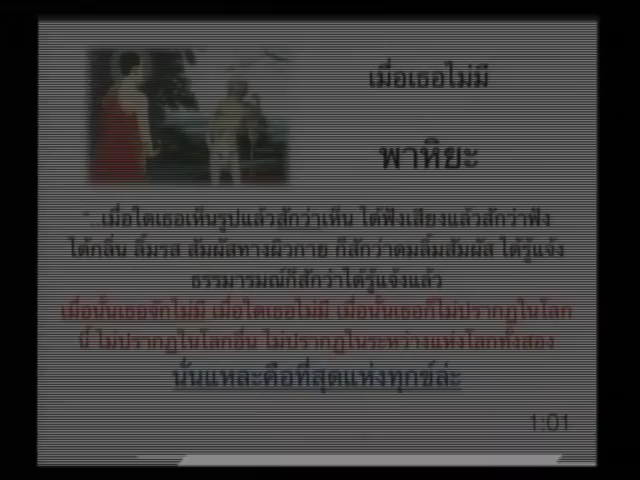 เมื่อเธอไม่มี
พาหิยะ
"..เมื่อใดเธอเห็นรูปแล้วสักว่าเห็น ได้ฟังเสียงแล้วสักว่าฟัง
ได้กลิ่น ลิ้มรส สัมผัสทางผิวกาย ก็สักว่าดมลิ้มสัมผัส ได้รู้แจ้ง
ธรรมารมณ์ก็สักว่าได้รู้แจ้งแล้ว
เมื่อนั้นเธอจักไม่มี เมื่อใดเธอไม่มี เมื่อนั้นเธอก็ไม่ปรากฏในโลก
นี้ ไม่ปรากฏในโลกอื่น ไม่ปรากฏในระหว่างแห่งโลกทั้งสอง
นั่นแหละคือที่สุดแห่งทุกข์ล่ะ
1:01